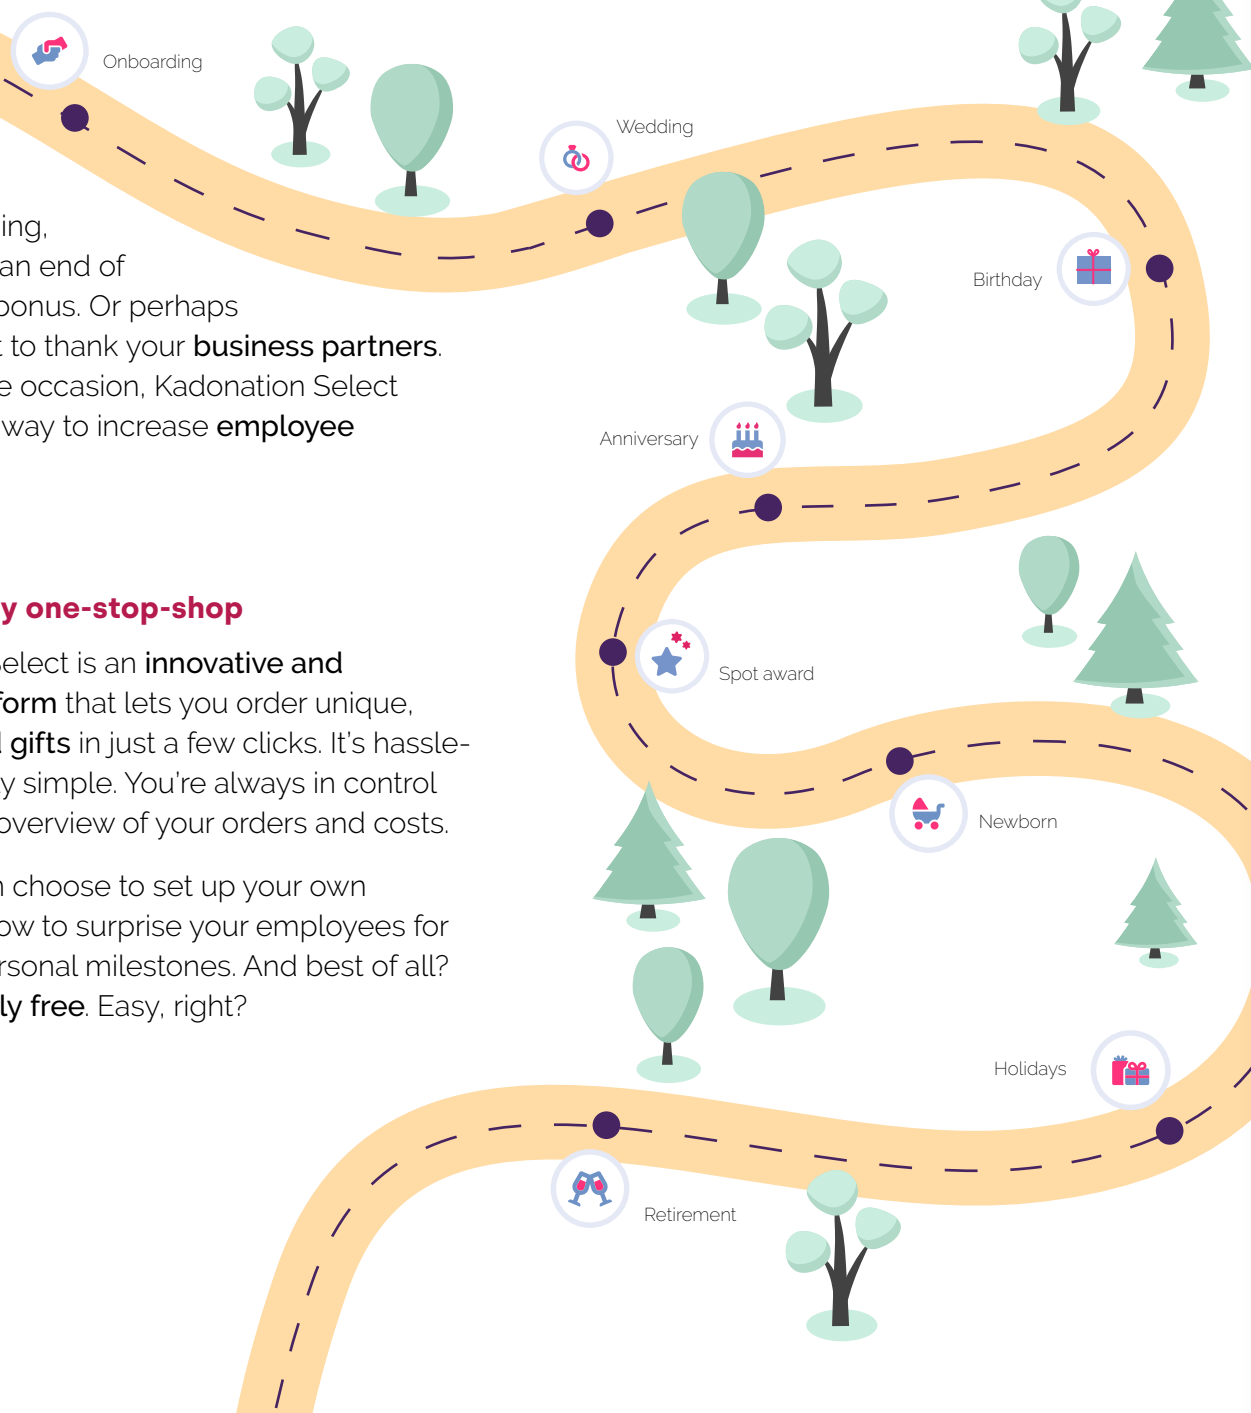 Onboarding
Wedding
ing,
an end of
bonus. Or perhaps
to thank your business partners.
e occasion, Kadonation Select
way to increase employee
Birthday
Anniversary
y one-stop-shop
Select is an innovative and
form that lets you order unique,
gifts in just a few clicks. It's hassle-
y simple. You're always in control
overview of your orders and costs.
choose to set up your own
ow to surprise your employees for
rsonal milestones. And best of all?
ly free. Easy, right?
Spot award
Newborn
Holidays
Retirement